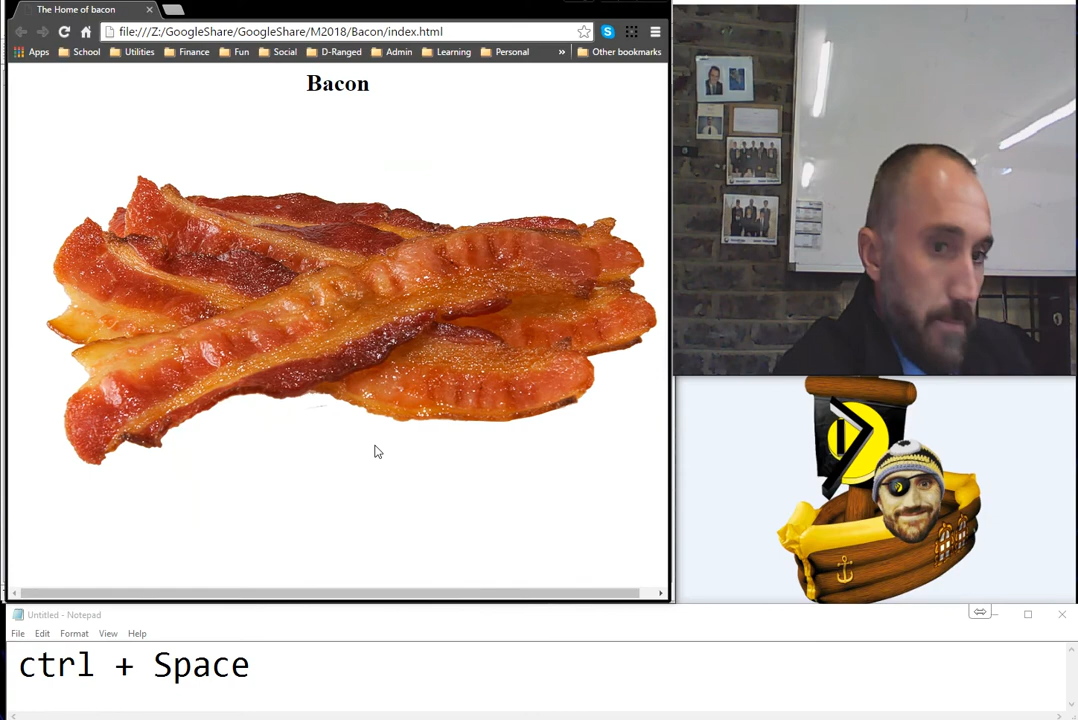 The Home of bacon
file:///Z:/GoogleShare/GoogleShare/M2018/Bacon/index.html
Apps School Utilities Finance Fun Social D-Ranged Admin Learning Personal » Other bookmarks
Bacon
Untitled - Notepad
File Edit Format View Help
ctrl + Space